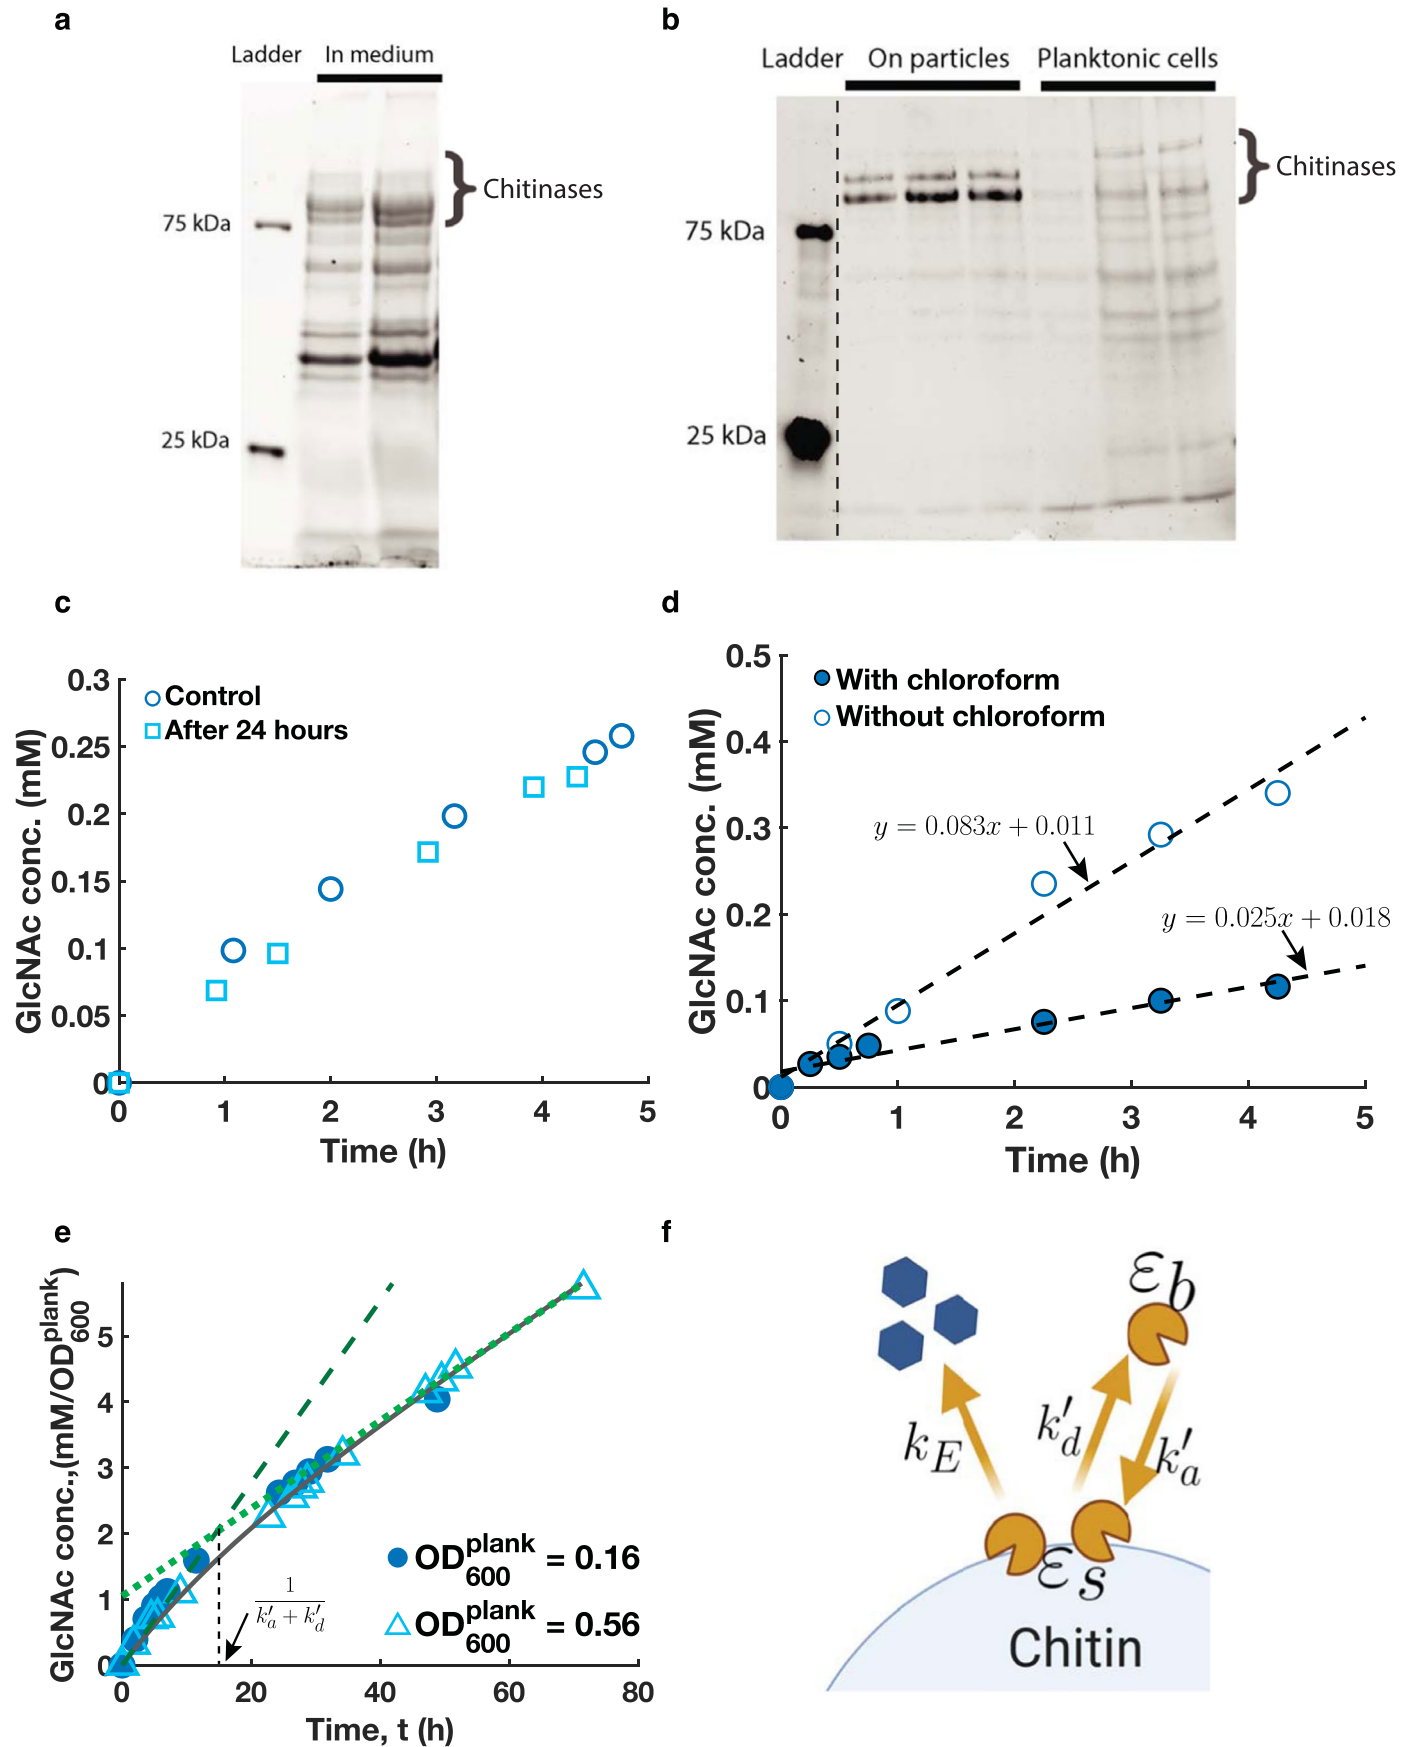 a
Ladder In medium
75 kDa
25 kDa
Chitinases
b
Ladder On particles Planktonic cells
75 kDa
25 kDa
Chitinases
c
0.3
0.25
0.2
0.15
0.1
0.05
0
GlcNAc conc. (mM)
Control
After 24 hours
0 1 2 3 4 5
Time (h)
d
0.5
0.4
0.3
0.2
0.1
0
GlcNAc conc. (mM)
With chloroform
Without chloroform
y = 0.083x + 0.011
y = 0.025x + 0.018
0 1 2 3 4 5
Time (h)
e
5
4
3
2
1
0
GlcNAc conc.,(mM/OD600plank)
OD600plank = 0.16
OD600plank = 0.56
1
k′a + k′d
0 20 40 60 80
Time, t (h)
f
εb
kE k′d k′a
εs
Chitin